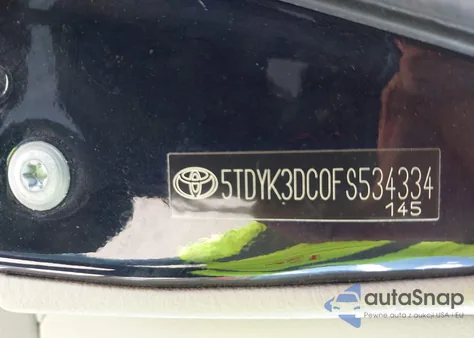 5TDYK3DC0FS534334
145
autoSnap
Pewne auta z aukcji USA i EU